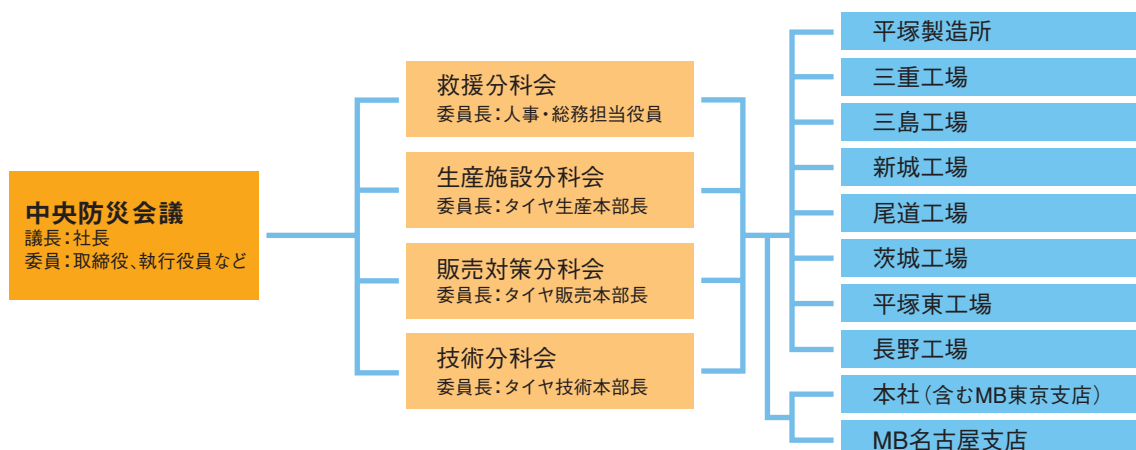 中央防災会議
議長：社長
委員：取締役、執行役員など
救援分科会
委員長：人事・総務担当役員
生産施設分科会
委員長：タイヤ生産本部長
販売対策分科会
委員長：タイヤ販売本部長
技術分科会
委員長：タイヤ技術本部長
平塚製造所
三重工場
三島工場
新城工場
尾道工場
茨城工場
平塚東工場
長野工場
本社（含むMB東京支店）
MB名古屋支店